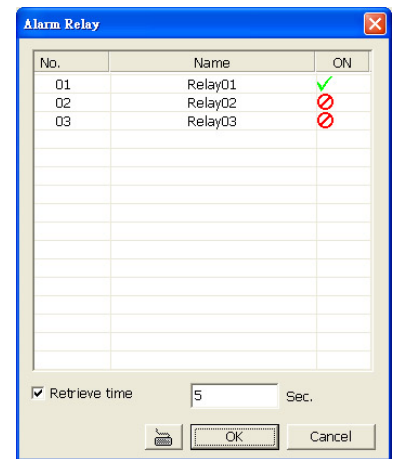 Alarm Relay
No. Name ON
01 Relay01
02 Relay02
03 Relay03
Retrieve time 5 Sec.
OK Cancel